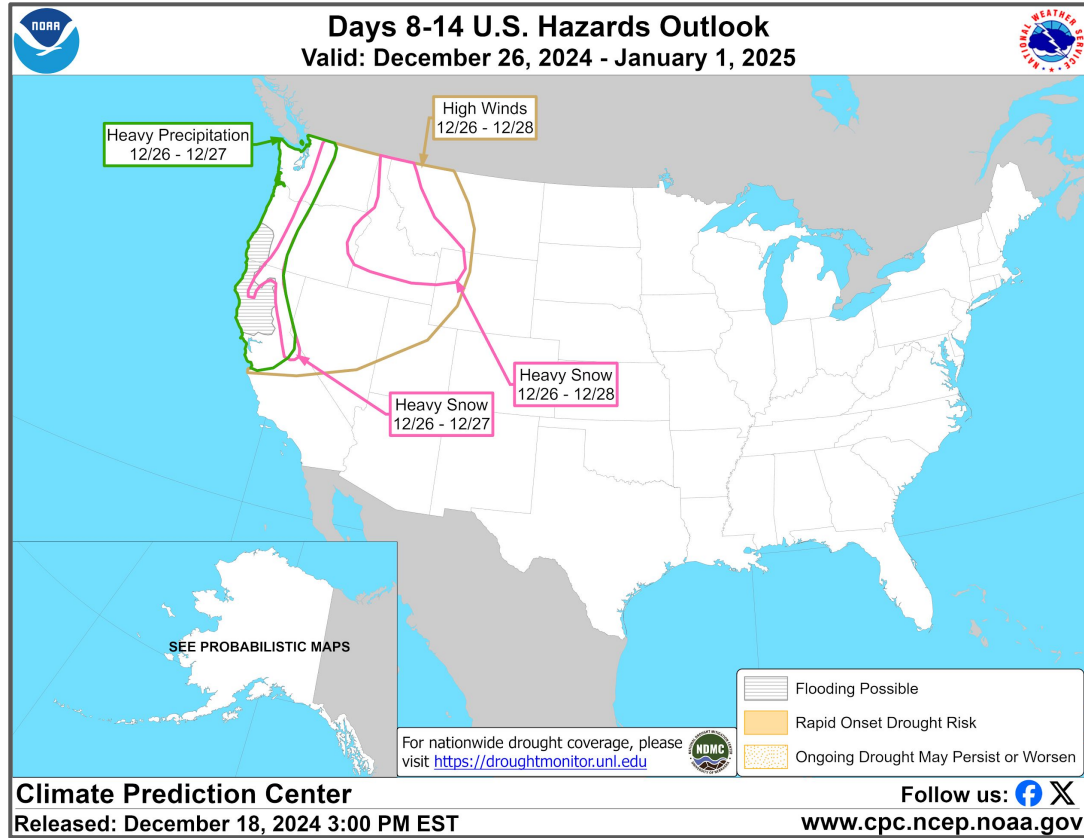 NOAA
Days 8-14 U.S. Hazards Outlook
Valid: December 26, 2024 - January 1, 2025
NATIONAL WEATHER SERVICE
High Winds
12/26 - 12/28
Heavy Precipitation
12/26 - 12/27
Heavy Snow
12/26 - 12/28
Heavy Snow
12/26 - 12/27
SEE PROBABILISTIC MAPS
Flooding Possible
Rapid Onset Drought Risk
Ongoing Drought May Persist or Worsen
For nationwide drought coverage, please
visit https://droughtmonitor.unl.edu
NDMC
Climate Prediction Center
Follow us:
Released: December 18, 2024 3:00 PM EST
www.cpc.ncep.noaa.gov